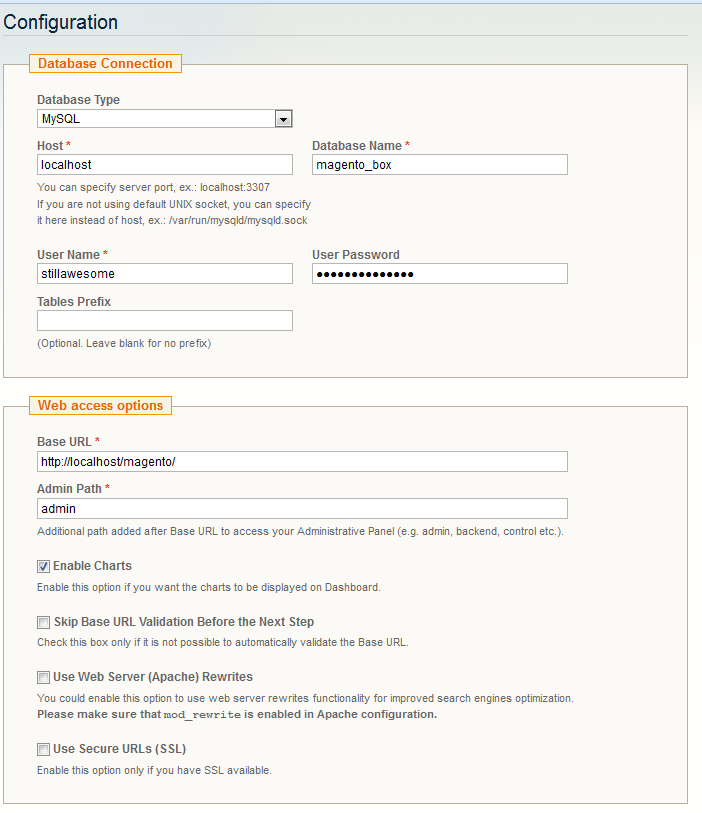 Configuration
Database Connection
Database Type
MySQL
Host *
Database Name *
localhost
magento_box
You can specify server port, ex.: localhost:3307
If you are not using default UNIX socket, you can specify
it here instead of host, ex.: /var/run/mysqld/mysqld.sock
User Name *
User Password
stillawesome
●●●●●●●●●●●●●●
Tables Prefix
(Optional. Leave blank for no prefix)
Web access options
Base URL *
http://localhost/magento/
Admin Path *
admin
Additional path added after Base URL to access your Administrative Panel (e.g. admin, backend, control etc.).
Enable Charts
Enable this option if you want the charts to be displayed on Dashboard.
Skip Base URL Validation Before the Next Step
Check this box only if it is not possible to automatically validate the Base URL.
Use Web Server (Apache) Rewrites
You could enable this option to use web server rewrites functionality for improved search engines optimization.
Please make sure that mod_rewrite is enabled in Apache configuration.
Use Secure URLs (SSL)
Enable this option only if you have SSL available.